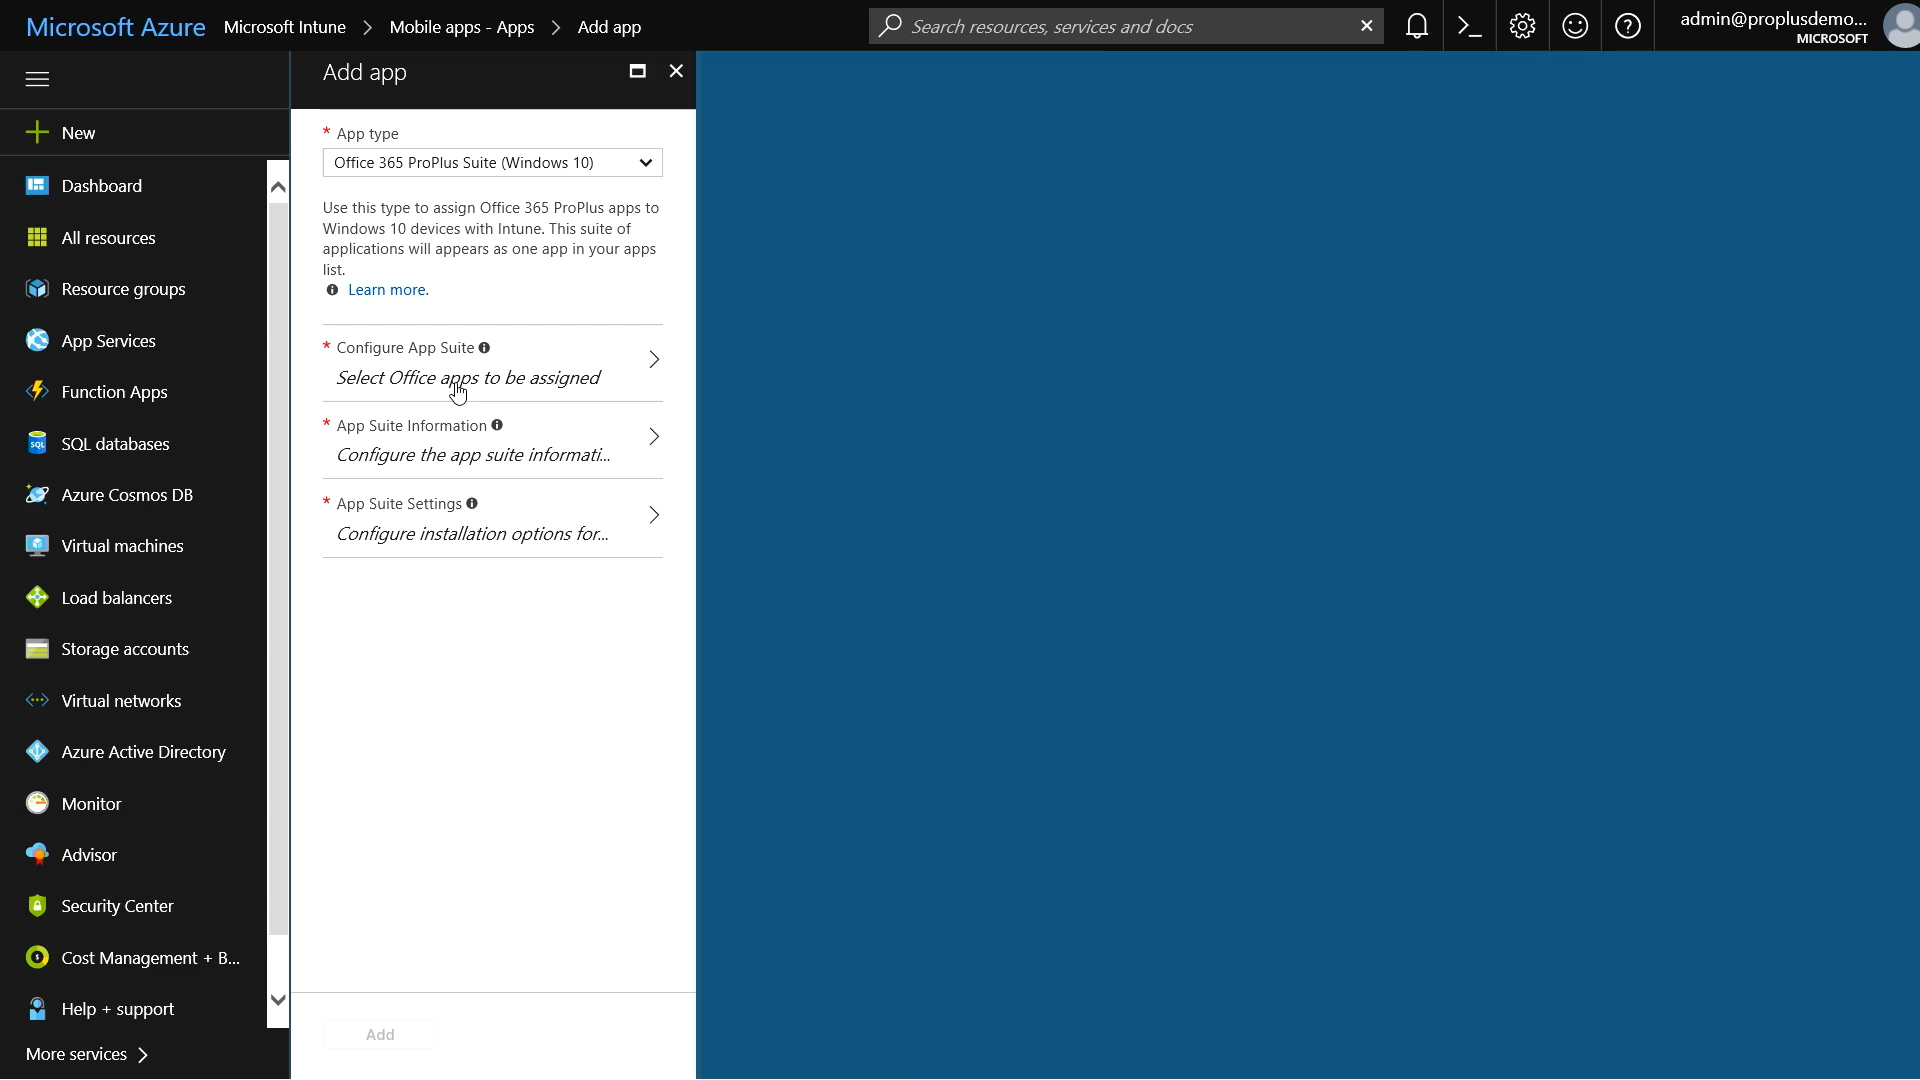 Microsoft Azure Microsoft Intune > Mobile apps - Apps > Add app
Search resources, services and docs
admin@proplusdemo...
MICROSOFT
New
Dashboard
All resources
Resource groups
App Services
Function Apps
SQL databases
Azure Cosmos DB
Virtual machines
Load balancers
Storage accounts
Virtual networks
Azure Active Directory
Monitor
Advisor
Security Center
Cost Management + B...
Help + support
More services >
Add app
* App type
Office 365 ProPlus Suite (Windows 10)
Use this type to assign Office 365 ProPlus apps to
Windows 10 devices with Intune. This suite of
applications will appears as one app in your apps
list.
Learn more.
* Configure App Suite
Select Office apps to be assigned
* App Suite Information
Configure the app suite informati...
* App Suite Settings
Configure installation options for...
Add